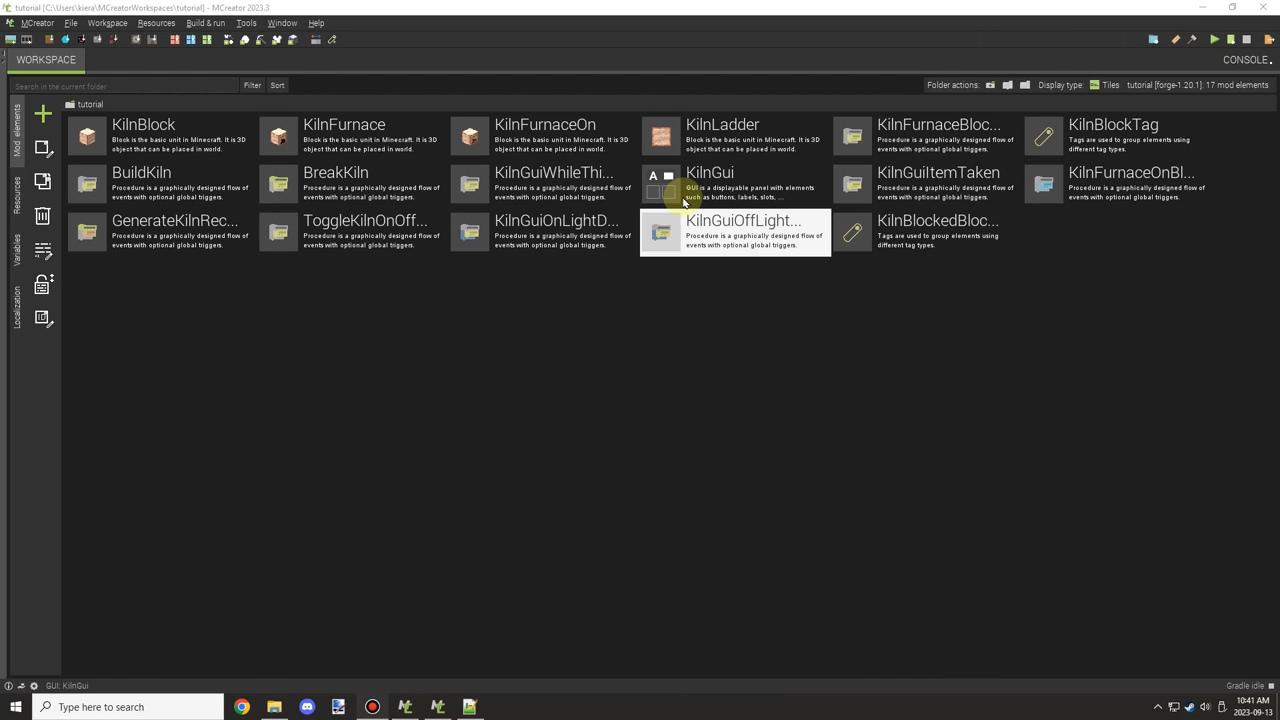 tutorial [C:\Users\kiera\MCreatorWorkspaces\tutorial] - MCreator 2023.3
MCreator File Workspace Resources Build & run Tools Window Help
WORKSPACE
CONSOLE
Search in the current folder
Filter
Sort
Folder actions:
Display type: Tiles
tutorial [forge-1.20.1]: 17 mod elements
tutorial
Mod elements
Resources
Variables
Localization
KilnBlock
Block is the basic unit in Minecraft. It is 3D
object that can be placed in world.
KilnFurnace
Block is the basic unit in Minecraft. It is 3D
object that can be placed in world.
KilnFurnaceOn
Block is the basic unit in Minecraft. It is 3D
object that can be placed in world.
KilnLadder
Block is the basic unit in Minecraft. It is 3D
object that can be placed in world.
KilnFurnaceBloc...
Procedure is a graphically designed flow of
events with optional global triggers.
KilnBlockTag
Tags are used to group elements using
different tag types.
BuildKiln
Procedure is a graphically designed flow of
events with optional global triggers.
BreakKiln
Procedure is a graphically designed flow of
events with optional global triggers.
KilnGuiWhileThi...
Procedure is a graphically designed flow of
events with optional global triggers.
A
KilnGui
GUI is a displayable panel with elements
such as buttons, labels, slots, ...
KilnGuiItemTaken
Procedure is a graphically designed flow of
events with optional global triggers.
KilnFurnaceOnBl...
Procedure is a graphically designed flow of
events with optional global triggers.
GenerateKilnRec...
Procedure is a graphically designed flow of
events with optional global triggers.
ToggleKilnOnOff...
Procedure is a graphically designed flow of
events with optional global triggers.
KilnGuiOnLightD...
Procedure is a graphically designed flow of
events with optional global triggers.
KilnGuiOffLight...
Procedure is a graphically designed flow of
events with optional global triggers.
KilnBlockedBloc...
Tags are used to group elements using
different tag types.
GUI: KilnGui
Gradle idle
Type here to search
10:41 AM
2023-09-13